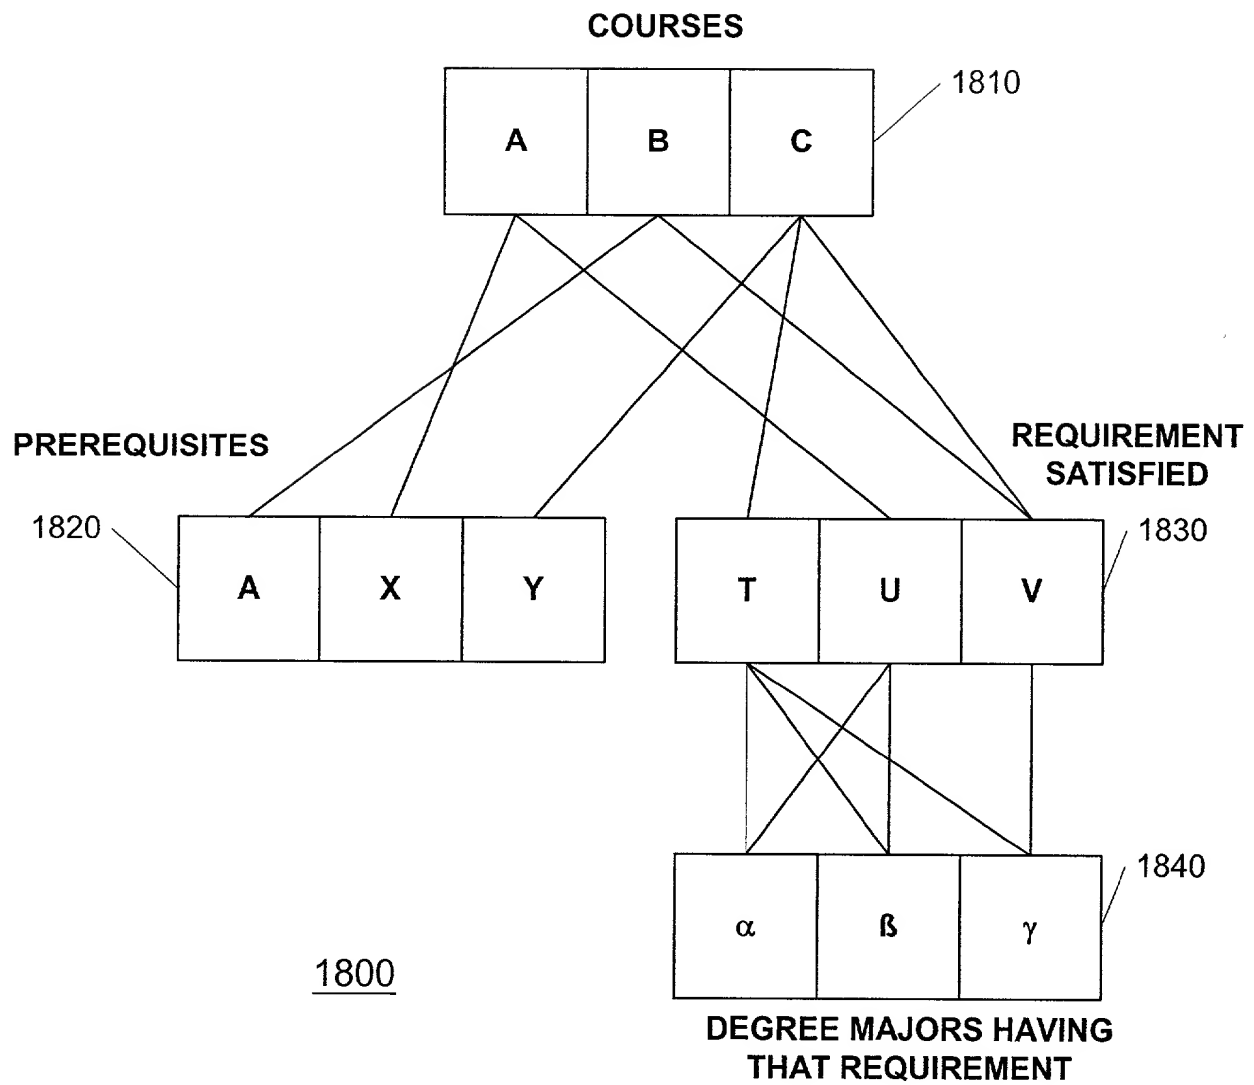 COURSES
1810
A B C
PREREQUISITES
REQUIREMENT
SATISFIED
1820
1830
A X Y
T U V
1840
α ß γ
1800
DEGREE MAJORS HAVING
THAT REQUIREMENT